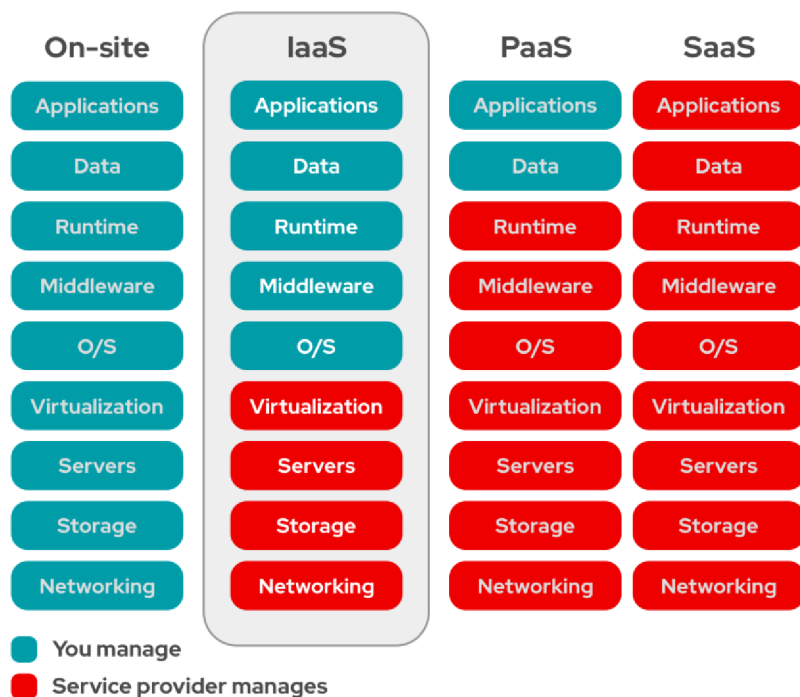 On-site IaaS PaaS SaaS
Applications Applications Applications Applications
Data Data Data Data
Runtime Runtime Runtime Runtime
Middleware Middleware Middleware Middleware
O/S O/S O/S O/S
Virtualization Virtualization Virtualization Virtualization
Servers Servers Servers Servers
Storage Storage Storage Storage
Networking Networking Networking Networking
You manage
Service provider manages